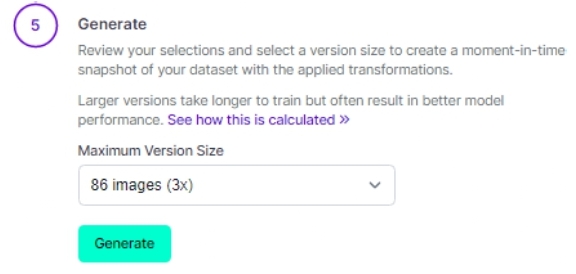 5
Generate
Review your selections and select a version size to create a moment-in-time
snapshot of your dataset with the applied transformations.
Larger versions take longer to train but often result in better model
performance. See how this is calculated »
Maximum Version Size
86 images (3x)
Generate